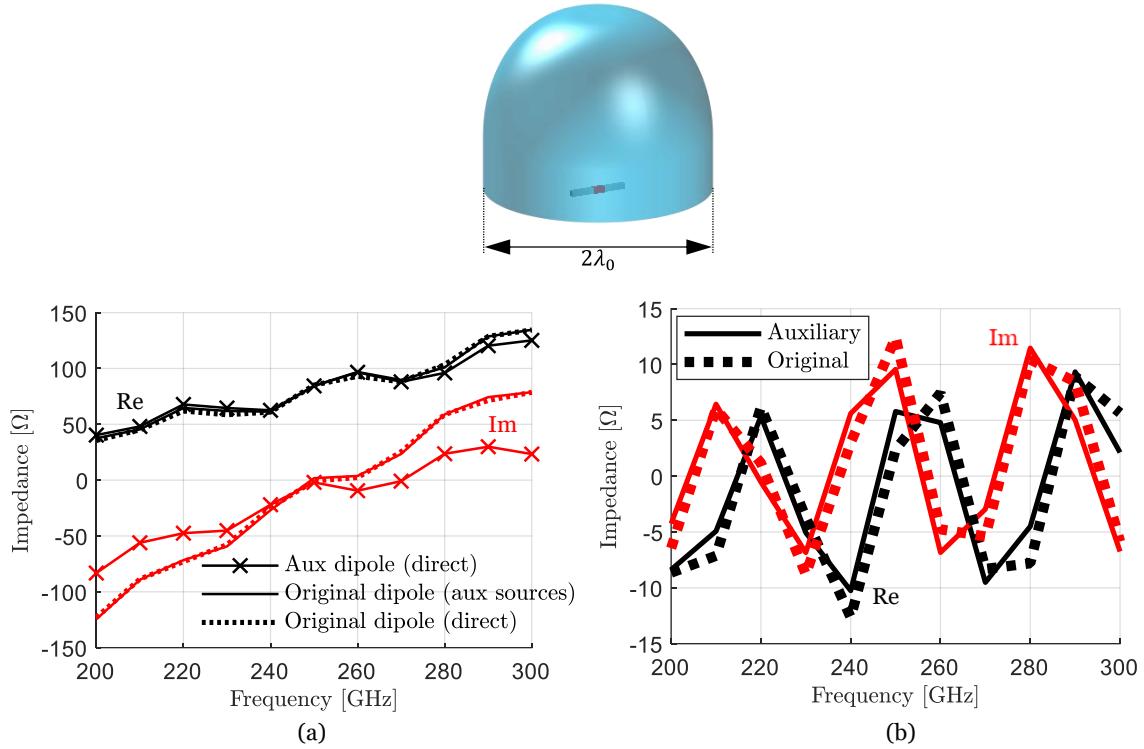 2λ₀
150
100
50
0
-50
-100
-150
Re
Im
Aux dipole (direct)
Original dipole (aux sources)
Original dipole (direct)
200 220 240 260 280 300
Frequency [GHz]
Impedance [Ω]
(a)
15
10
5
0
-5
-10
-15
Auxiliary
Original
Im
Re
200 220 240 260 280 300
Frequency [GHz]
Impedance [Ω]
(b)